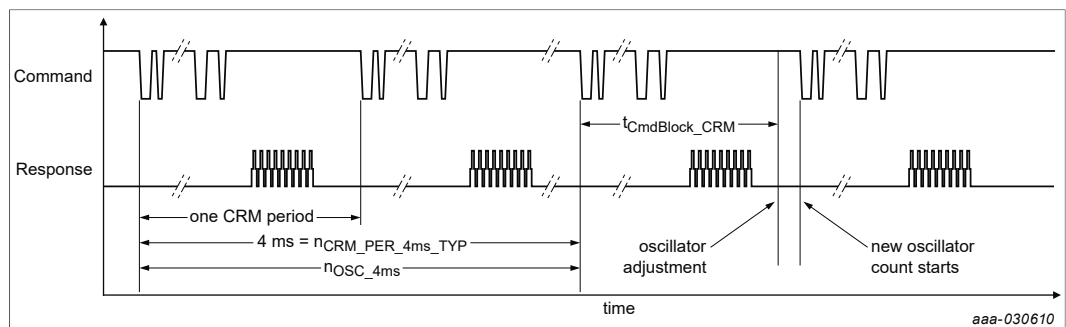 Command
tCmdBlock_CRM
Response
one CRM period
4 ms = nCRM_PER_4ms_TYP
nOSC_4ms
oscillator
adjustment
new oscillator
count starts
time
aaa-030610